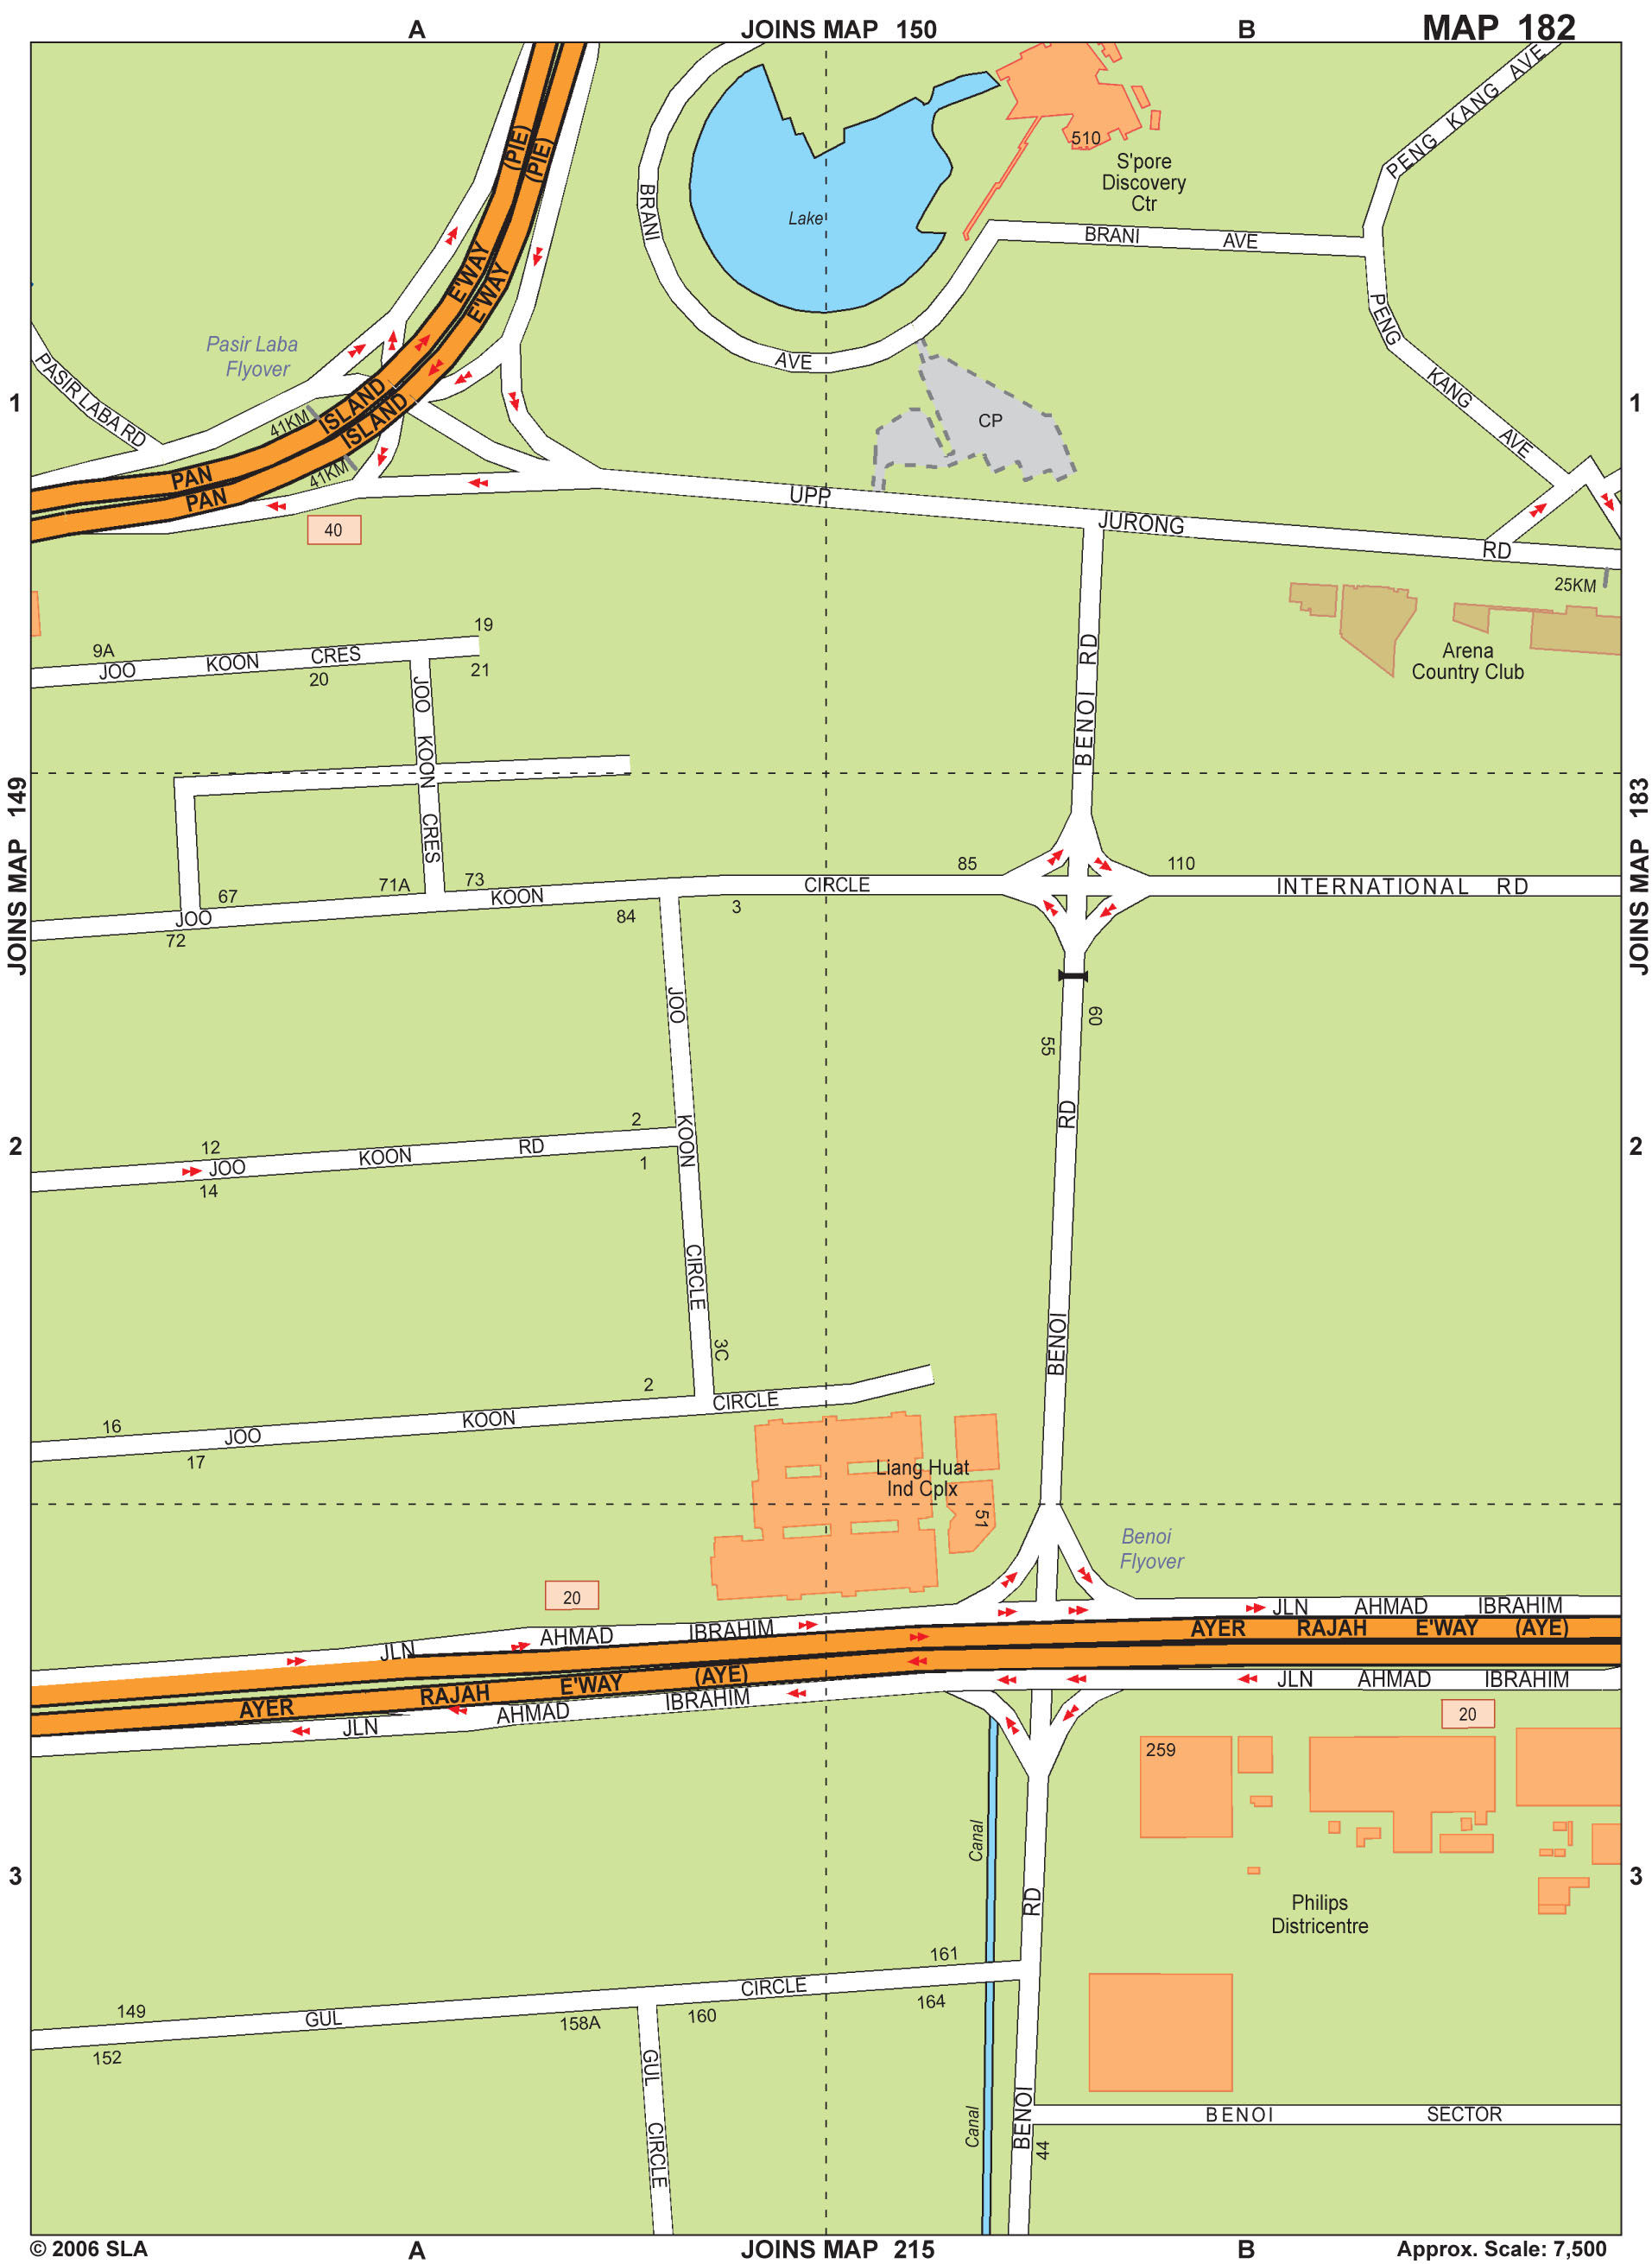 A
JOINS MAP 150
B
MAP 182
PENG KANG AVE
(PIE)
(PIE)
510
S'pore
Discovery
Ctr
BRANI
Lake
BRANI AVE
E'WAY
E'WAY
PENG
KANG
AVE
Pasir Laba
Flyover
PASIR LABA RD
AVE
1
1
ISLAND
ISLAND
41KM
41KM
CP
PAN
PAN
UPP
JURONG
RD
40
25KM
19
9A
JOO KOON CRES
20
21
BENOI RD
Arena
Country Club
JOO KOON CRES
JOINS MAP 149
JOINS MAP 183
67
71A
73
85
110
JOO KOON CIRCLE
INTERNATIONAL RD
72
84
3
JOO KOON CIRCLE
55
60
RD
BENOI
2
2
12
2
JOO KOON RD
14
1
3C
2
16
JOO KOON CIRCLE
17
Liang Huat
Ind Cplx
51
Benoi
Flyover
20
JLN AHMAD IBRAHIM
JLN AHMAD IBRAHIM
AYER RAJAH E'WAY (AYE)
AYER RAJAH E'WAY (AYE)
JLN AHMAD IBRAHIM
JLN AHMAD IBRAHIM
20
259
Canal
3
3
RD
Philips
Districentre
161
149
GUL CIRCLE
152
158A
160
164
GUL CIRCLE
Canal
BENOI
44
BENOI SECTOR
© 2006 SLA
A
JOINS MAP 215
B
Approx. Scale: 7,500